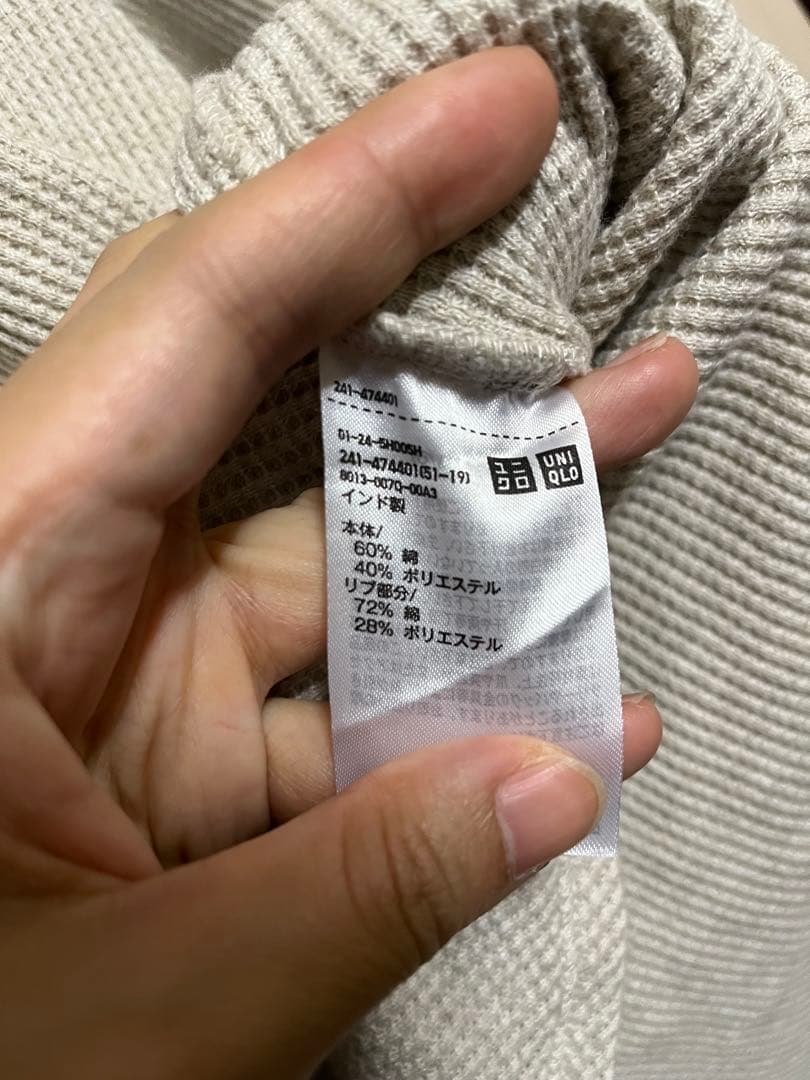 241-474401
01-24-5H005H
241-474401(51-19)
8013-007Q-00A3
インド製
ユニクロ
UNIQLO
本体/
60% 綿
40% ポリエステル
リブ部分/
72% 綿
28% ポリエステル